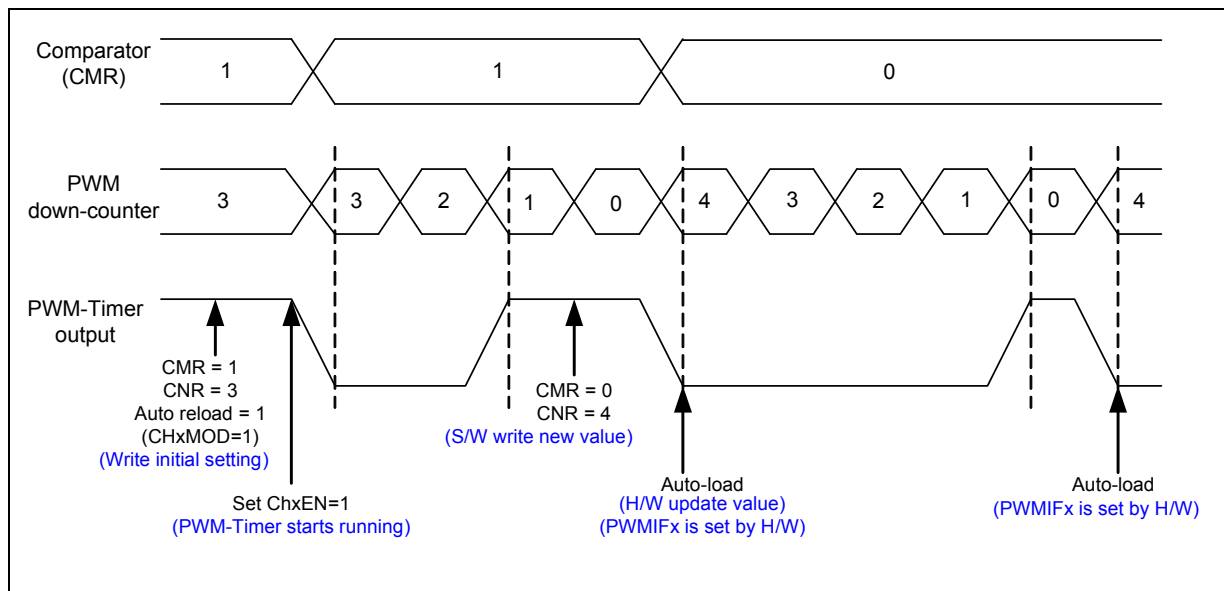 Comparator
(CMR)
1
1
0
PWM
down-counter
3
3
2
1
0
4
3
2
1
0
4
PWM-Timer
output
CMR = 1
CNR = 3
Auto reload = 1
(CHxMOD=1)
(Write initial setting)
Set ChxEN=1
(PWM-Timer starts running)
CMR = 0
CNR = 4
(S/W write new value)
Auto-load
(H/W update value)
(PWMIFx is set by H/W)
Auto-load
(PWMIFx is set by H/W)